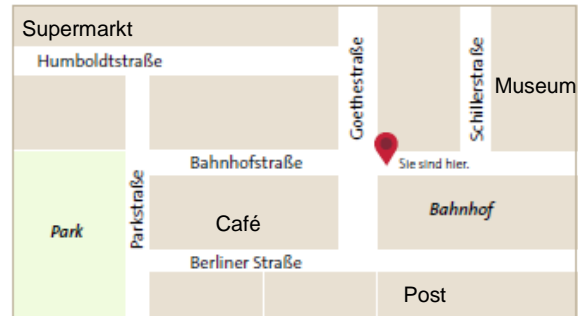 Supermarkt
Humboldtstraße
Goethestraße
Schillerstraße
Museum
Bahnhofstraße
Sie sind hier.
Parkstraße
Park
Café
Bahnhof
Berliner Straße
Post